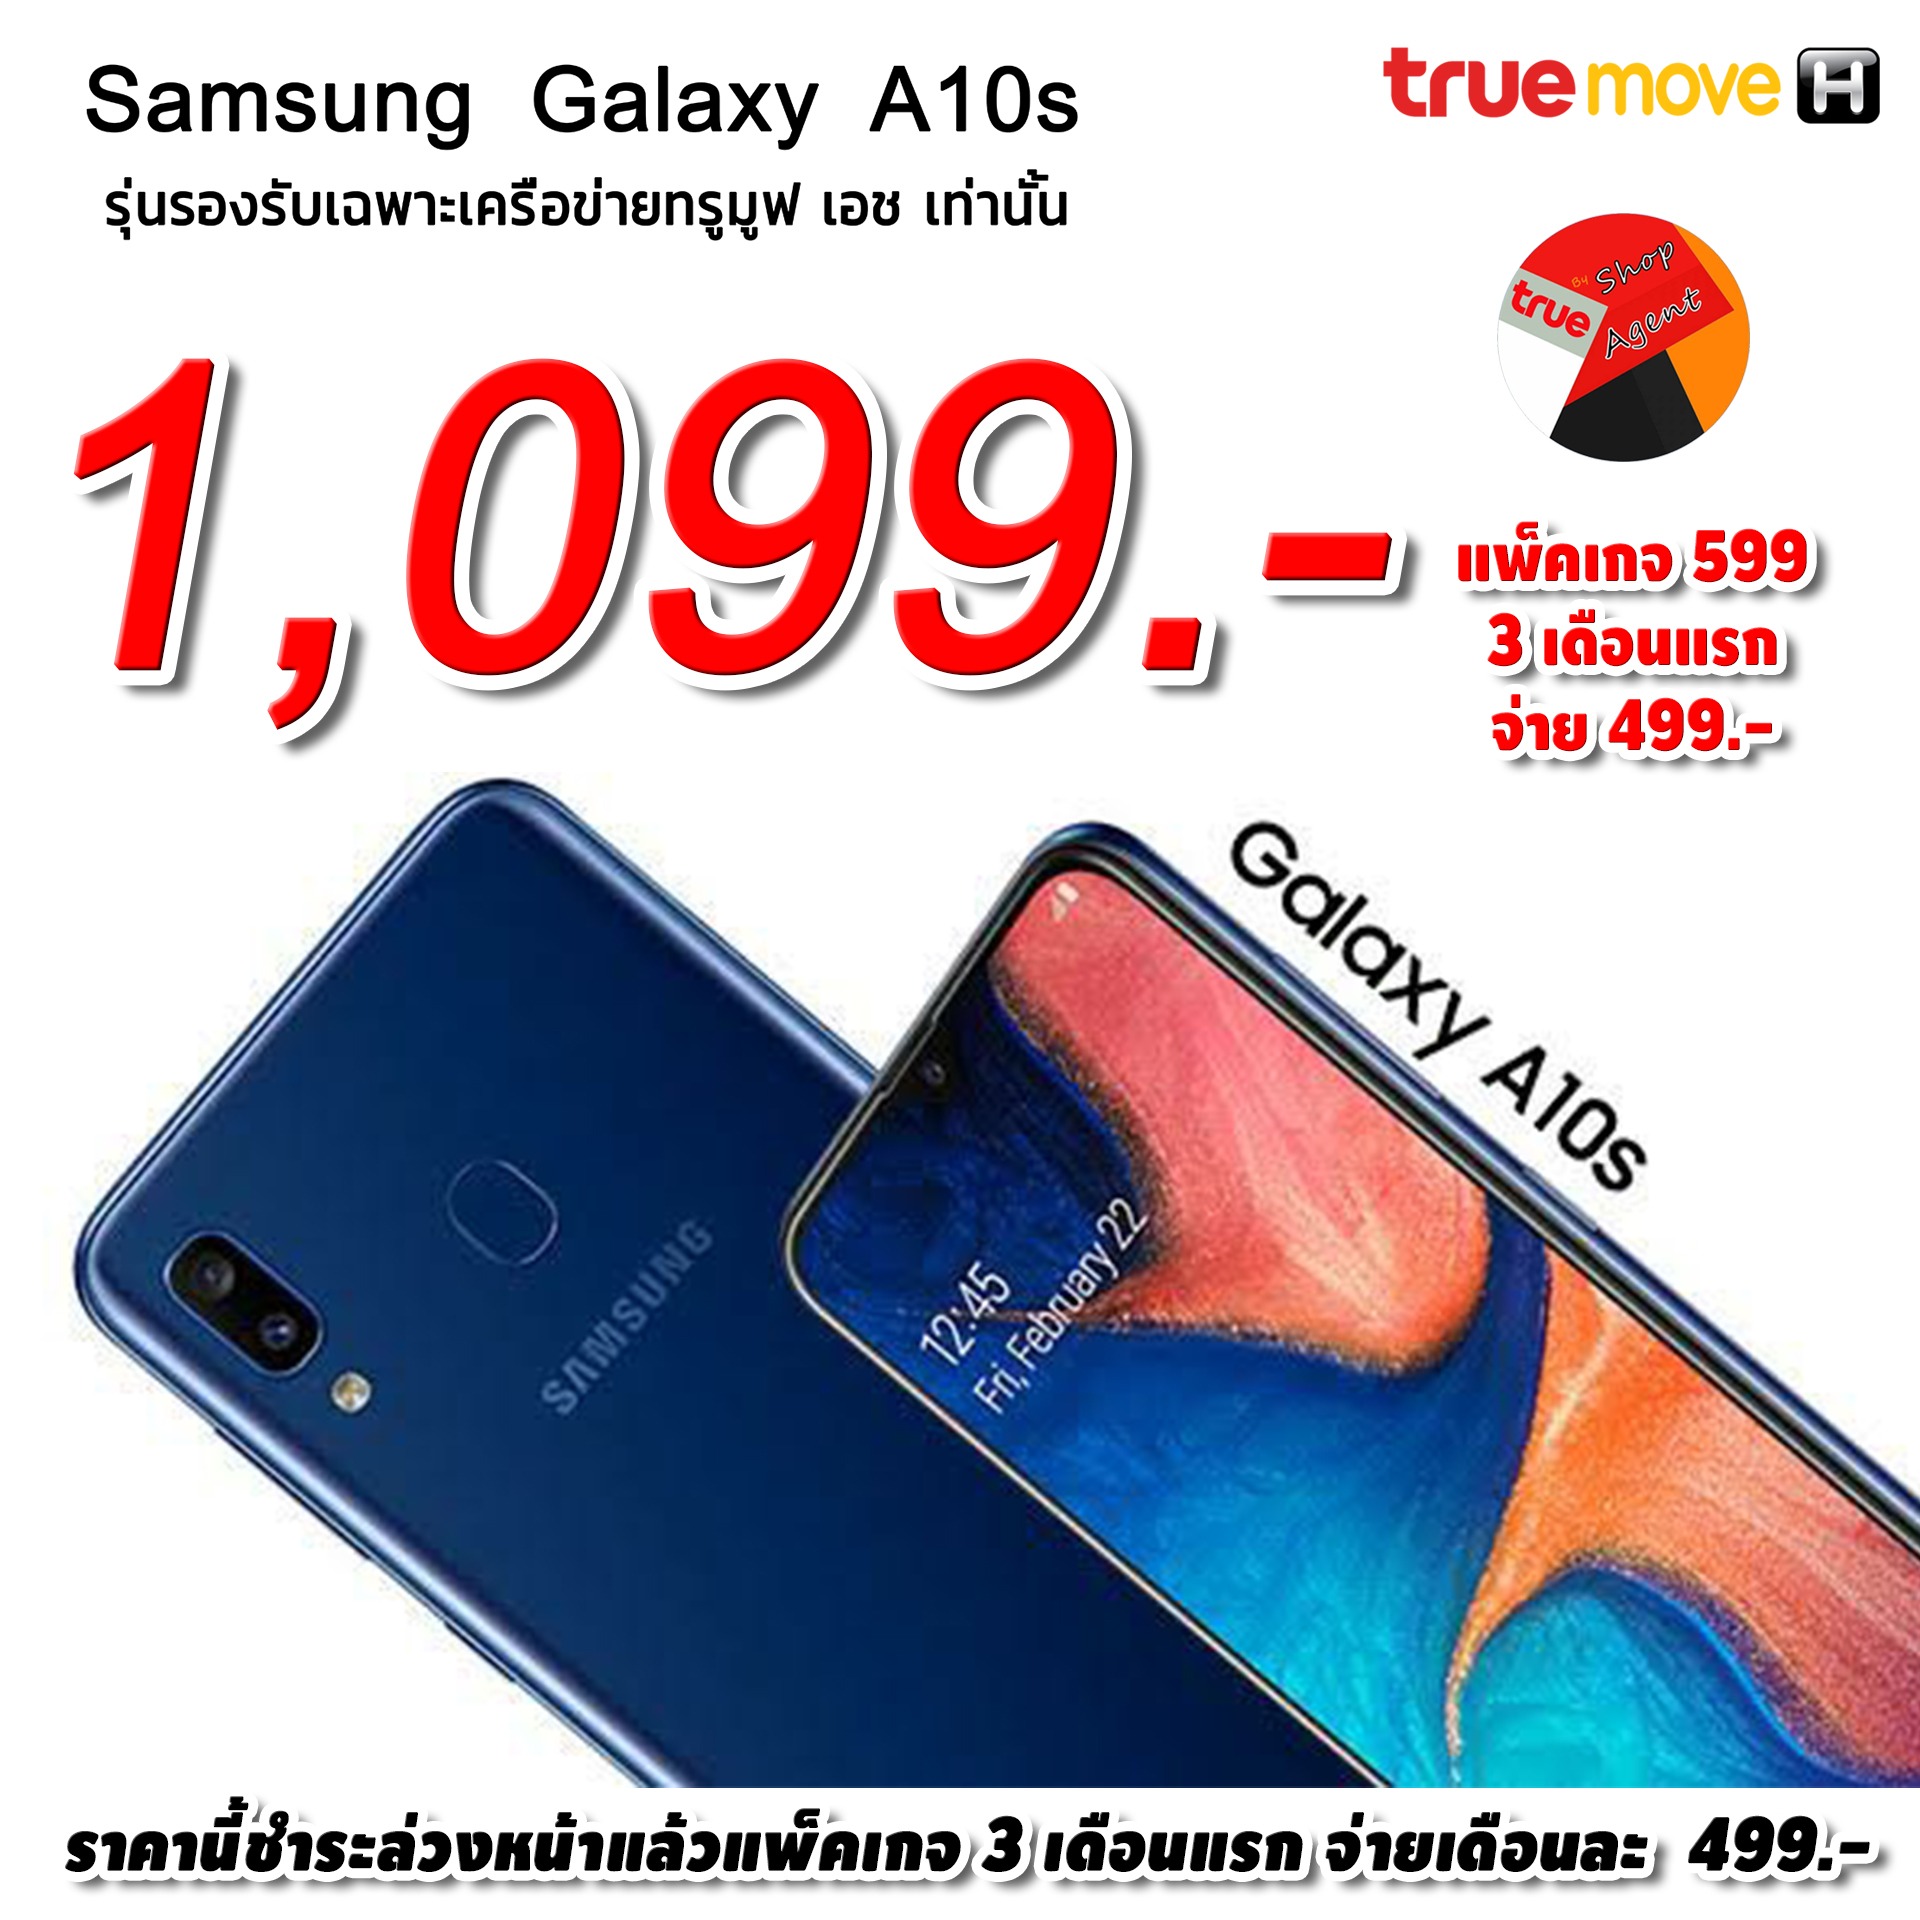 Samsung Galaxy A10s
true move H
รุ่นรองรับเฉพาะเครือข่ายทรูมูฟ เอช เท่านั้น
true By Shop Agent
1,099.-
แพ็คเกจ 599
3 เดือนแรก
จ่าย 499.-
Galaxy A10s
SAMSUNG
12:45
Fri, February 22
ราคานี้ชำระล่วงหน้าแล้วแพ็คเกจ 3 เดือนแรก จ่ายเดือนละ 499.-